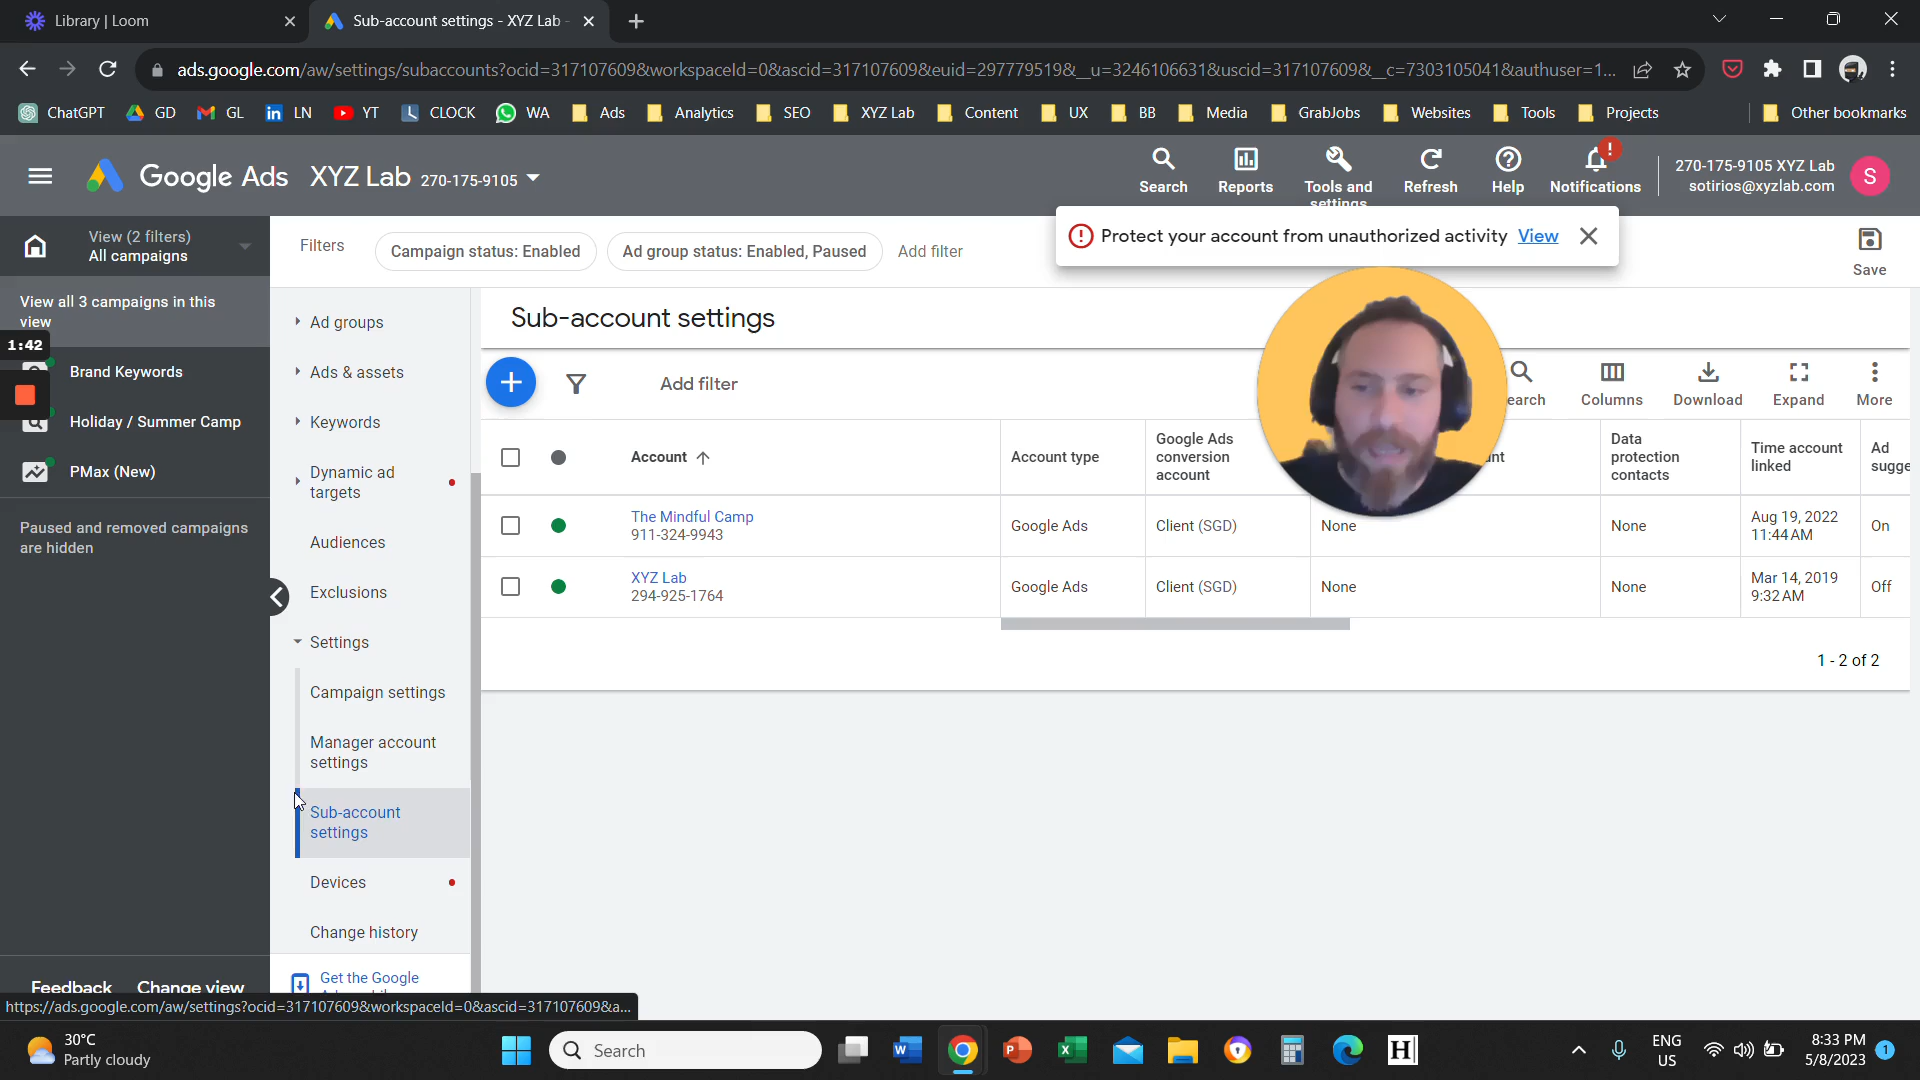 Library | Loom
Sub-account settings - XYZ Lab -
ads.google.com/aw/settings/subaccounts?ocid=317107609&workspaceId=0&ascid=317107609&euid=297779519&__u=3246106631&uscid=317107609&__c=7303105041&authuser=1...
ChatGPT
GD
GL
LN
YT
CLOCK
WA
Ads
Analytics
SEO
XYZ Lab
Content
UX
BB
Media
GrabJobs
Websites
Tools
Projects
Other bookmarks
Google Ads
XYZ Lab 270-175-9105
Search
Reports
Tools and
settings
Refresh
Help
Notifications
270-175-9105 XYZ Lab
sotirios@xyzlab.com
S
View (2 filters)
All campaigns
Filters
Campaign status: Enabled
Ad group status: Enabled, Paused
Add filter
Protect your account from unauthorized activity View
Save
View all 3 campaigns in this
view
1:42
Brand Keywords
Holiday / Summer Camp
PMax (New)
Paused and removed campaigns
are hidden
Feedback
Change view
Ad groups
Ads & assets
Keywords
Dynamic ad
targets
Audiences
Exclusions
Settings
Campaign settings
Manager account
settings
Sub-account
settings
Devices
Change history
Get the Google
Sub-account settings
Add filter
earch
Columns
Download
Expand
More
Account
Account type
Google Ads
conversion
account
nt
Data
protection
contacts
Time account
linked
Ad
sugge
The Mindful Camp
911-324-9943
Google Ads
Client (SGD)
None
None
Aug 19, 2022
11:44 AM
On
XYZ Lab
294-925-1764
Google Ads
Client (SGD)
None
None
Mar 14, 2019
9:32 AM
Off
1 - 2 of 2
https://ads.google.com/aw/settings?ocid=317107609&workspaceId=0&ascid=317107609&a...
30°C
Partly cloudy
Search
ENG
US
8:33 PM
5/8/2023
1